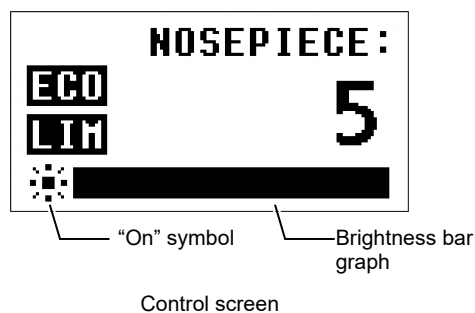 NOSEPIECE:
ECO
5
LIM
“On” symbol
Brightness bar
graph
Control screen